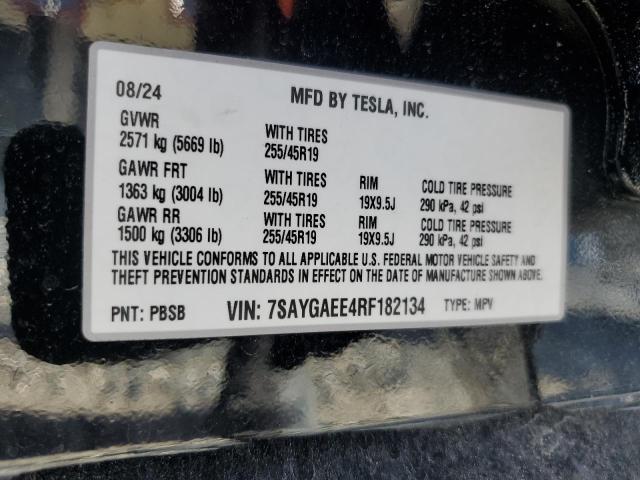 08/24 MFD BY TESLA, INC.
GVWR
2571 kg (5669 lb) WITH TIRES 255/45R19
GAWR FRT WITH TIRES RIM COLD TIRE PRESSURE
1363 kg (3004 lb) 255/45R19 19X9.5J 290 kPa, 42 psi
GAWR RR WITH TIRES RIM COLD TIRE PRESSURE
1500 kg (3306 lb) 255/45R19 19X9.5J 290 kPa, 42 psi
THIS VEHICLE CONFORMS TO ALL APPLICABLE U.S. FEDERAL MOTOR VEHICLE SAFETY AND
THEFT PREVENTION STANDARDS IN EFFECT ON THE DATE OF MANUFACTURE SHOWN ABOVE.
PNT: PBSB VIN: 7SAYGAEE4RF182134 TYPE: MPV